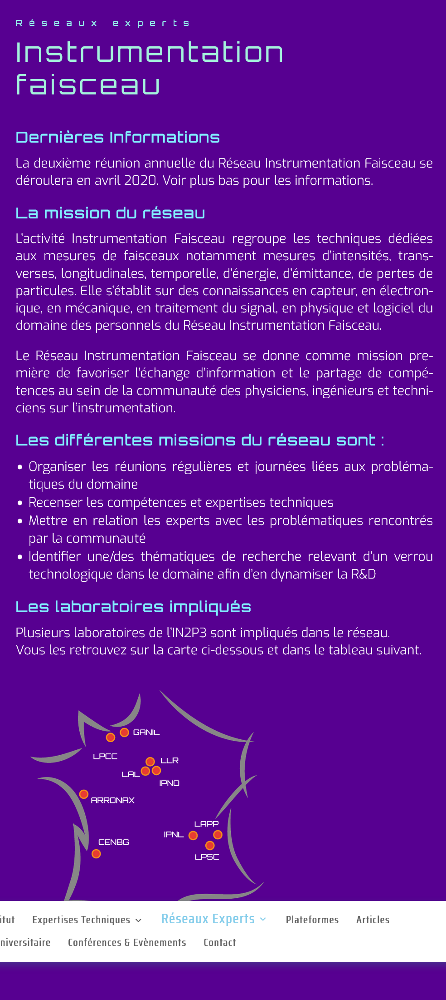 Réseaux experts
Instrumentation
faisceau
Dernières Informations
La deuxième réunion annuelle du Réseau Instrumentation Faisceau se
déroulera en avril 2020. Voir plus bas pour les informations.
La mission du réseau
L’activité Instrumentation Faisceau regroupe les techniques dédiées
aux mesures de faisceaux notamment mesures d’intensités, trans-
verses, longitudinales, temporelle, d’énergie, d’émittance, de pertes de
particules. Elle s’établit sur des connaissances en capteur, en électron-
ique, en mécanique, en traitement du signal, en physique et logiciel du
domaine des personnels du Réseau Instrumentation Faisceau.
Le Réseau Instrumentation Faisceau se donne comme mission pre-
mière de favoriser l’échange d’information et le partage de compé-
tences au sein de la communauté des physiciens, ingénieurs et techni-
ciens sur l’instrumentation.
Les différentes missions du réseau sont :
• Organiser les réunions régulières et journées liées aux probléma-
tiques du domaine
• Recenser les compétences et expertises techniques
• Mettre en relation les experts avec les problématiques rencontrés
par la communauté
• Identifier une/des thématiques de recherche relevant d’un verrou
technologique dans le domaine afin d’en dynamiser la R&D
Les laboratoires impliqués
Plusieurs laboratoires de l’IN2P3 sont impliqués dans le réseau.
Vous les retrouvez sur la carte ci-dessous et dans le tableau suivant.
GANIL
LPCC
LLR
LAL
IPNO
ARRONAX
LAPP
IPNL
CENBG
LPSC
itut Expertises Techniques Réseaux Experts Plateformes Articles
niversitaire Conférences & Evènements Contact